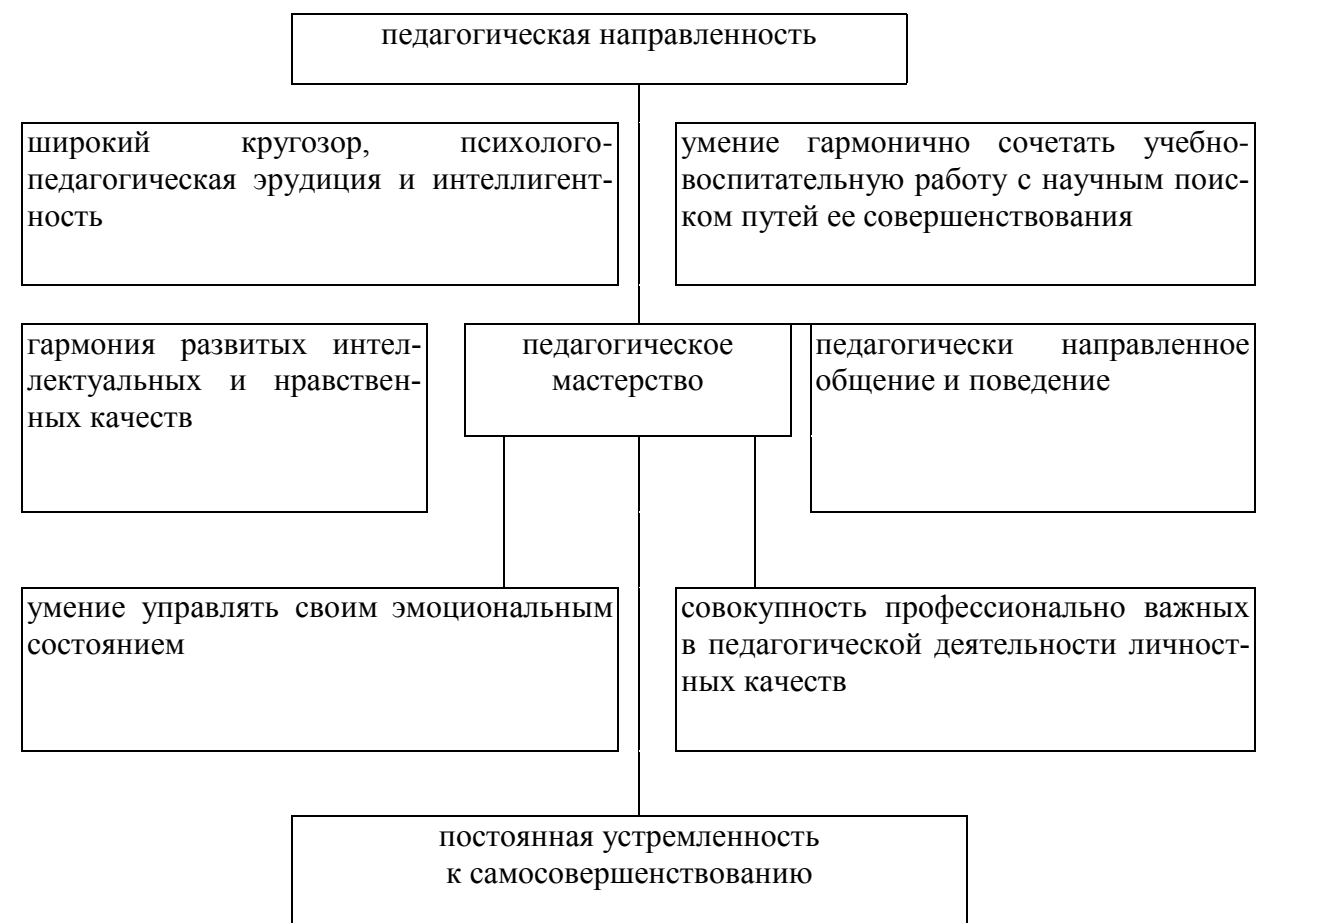 педагогическая направленность
широкий кругозор, психолого-
педагогическая эрудиция и интеллигент-
ность
умение гармонично сочетать учебно-
воспитательную работу с научным поис-
ком путей ее совершенствования
гармония развитых интел-
лектуальных и нравствен-
ных качеств
педагогическое
мастерство
педагогически направленное
общение и поведение
умение управлять своим эмоциональным
состоянием
совокупность профессионально важных
в педагогической деятельности личност-
ных качеств
постоянная устремленность
к самосовершенствованию